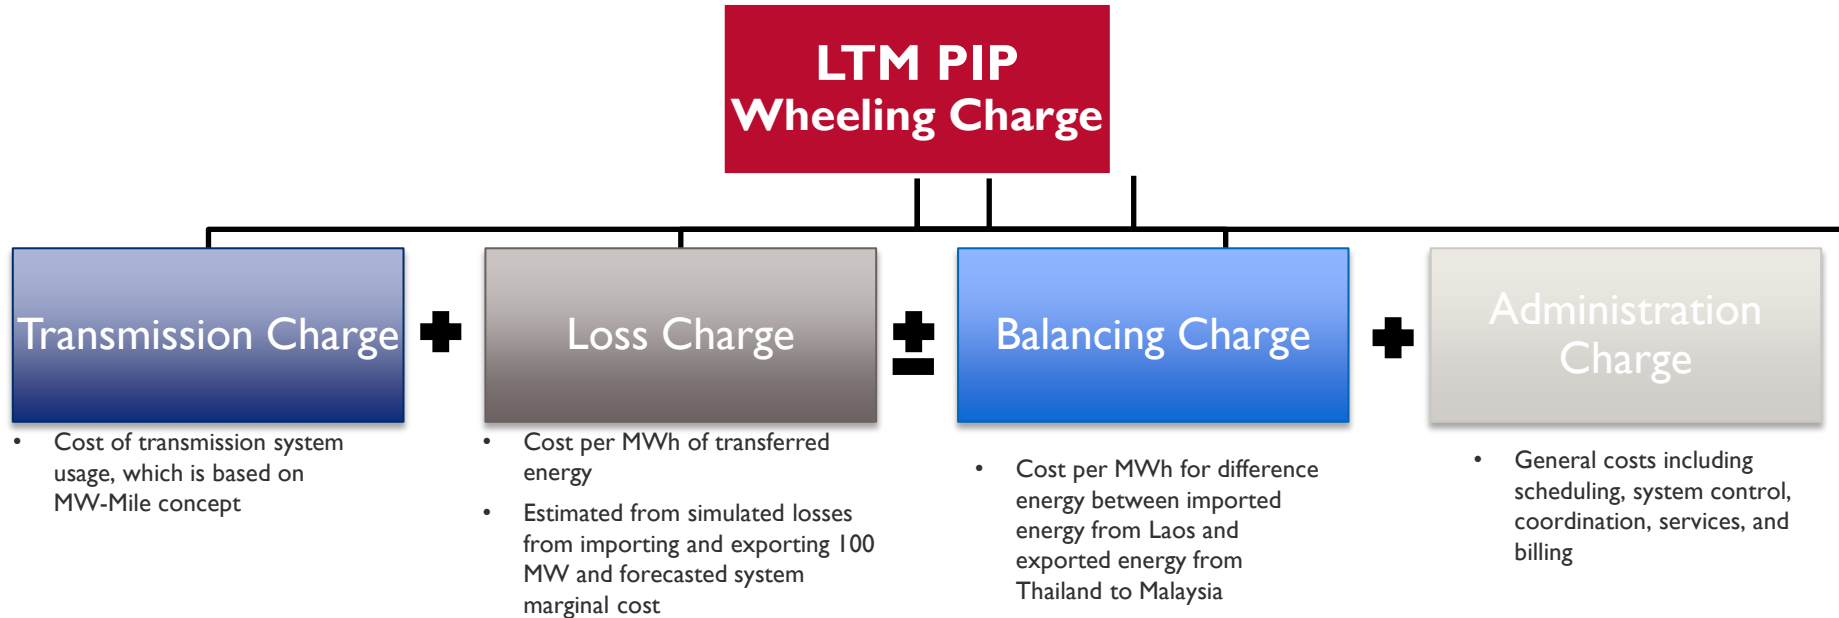 LTM PIP
Wheeling Charge
Transmission Charge
Loss Charge
Balancing Charge
Administration
Charge
• Cost of transmission system
usage, which is based on
MW-Mile concept
• Cost per MWh of transferred
energy
• Estimated from simulated losses
from importing and exporting 100
MW and forecasted system
marginal cost
• Cost per MWh for difference
energy between imported
energy from Laos and
exported energy from
Thailand to Malaysia
• General costs including
scheduling, system control,
coordination, services, and
billing